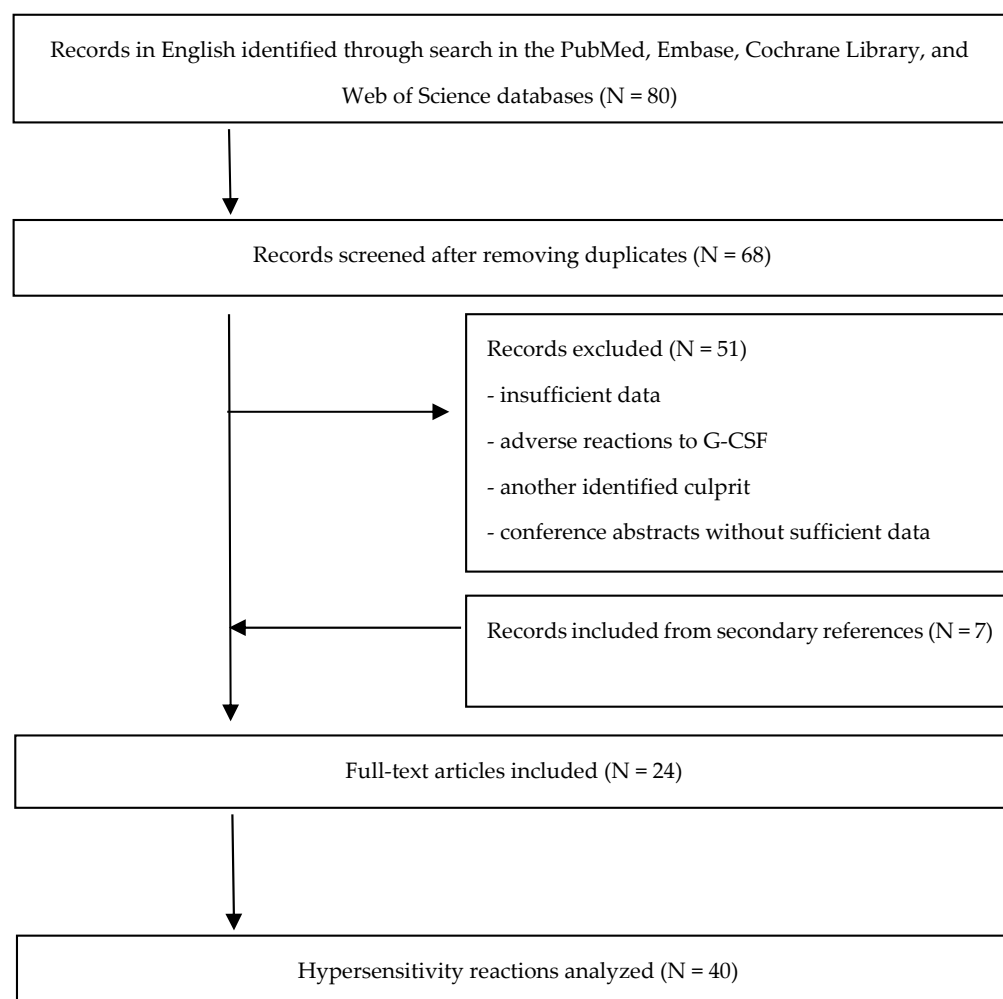 Records in English identified through search in the PubMed, Embase, Cochrane Library, and
Web of Science databases (N = 80)
Records screened after removing duplicates (N = 68)
Records excluded (N = 51)
- insufficient data
- adverse reactions to G-CSF
- another identified culprit
- conference abstracts without sufficient data
Records included from secondary references (N = 7)
Full-text articles included (N = 24)
Hypersensitivity reactions analyzed (N = 40)